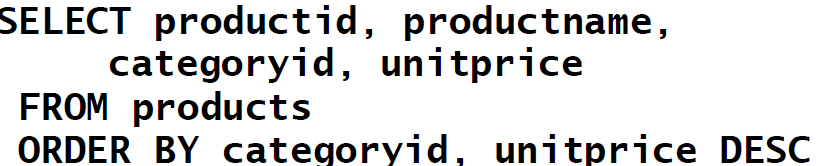 SELECT productid, productname,
categoryid, unitprice
FROM products
ORDER BY categoryid, unitprice DESC